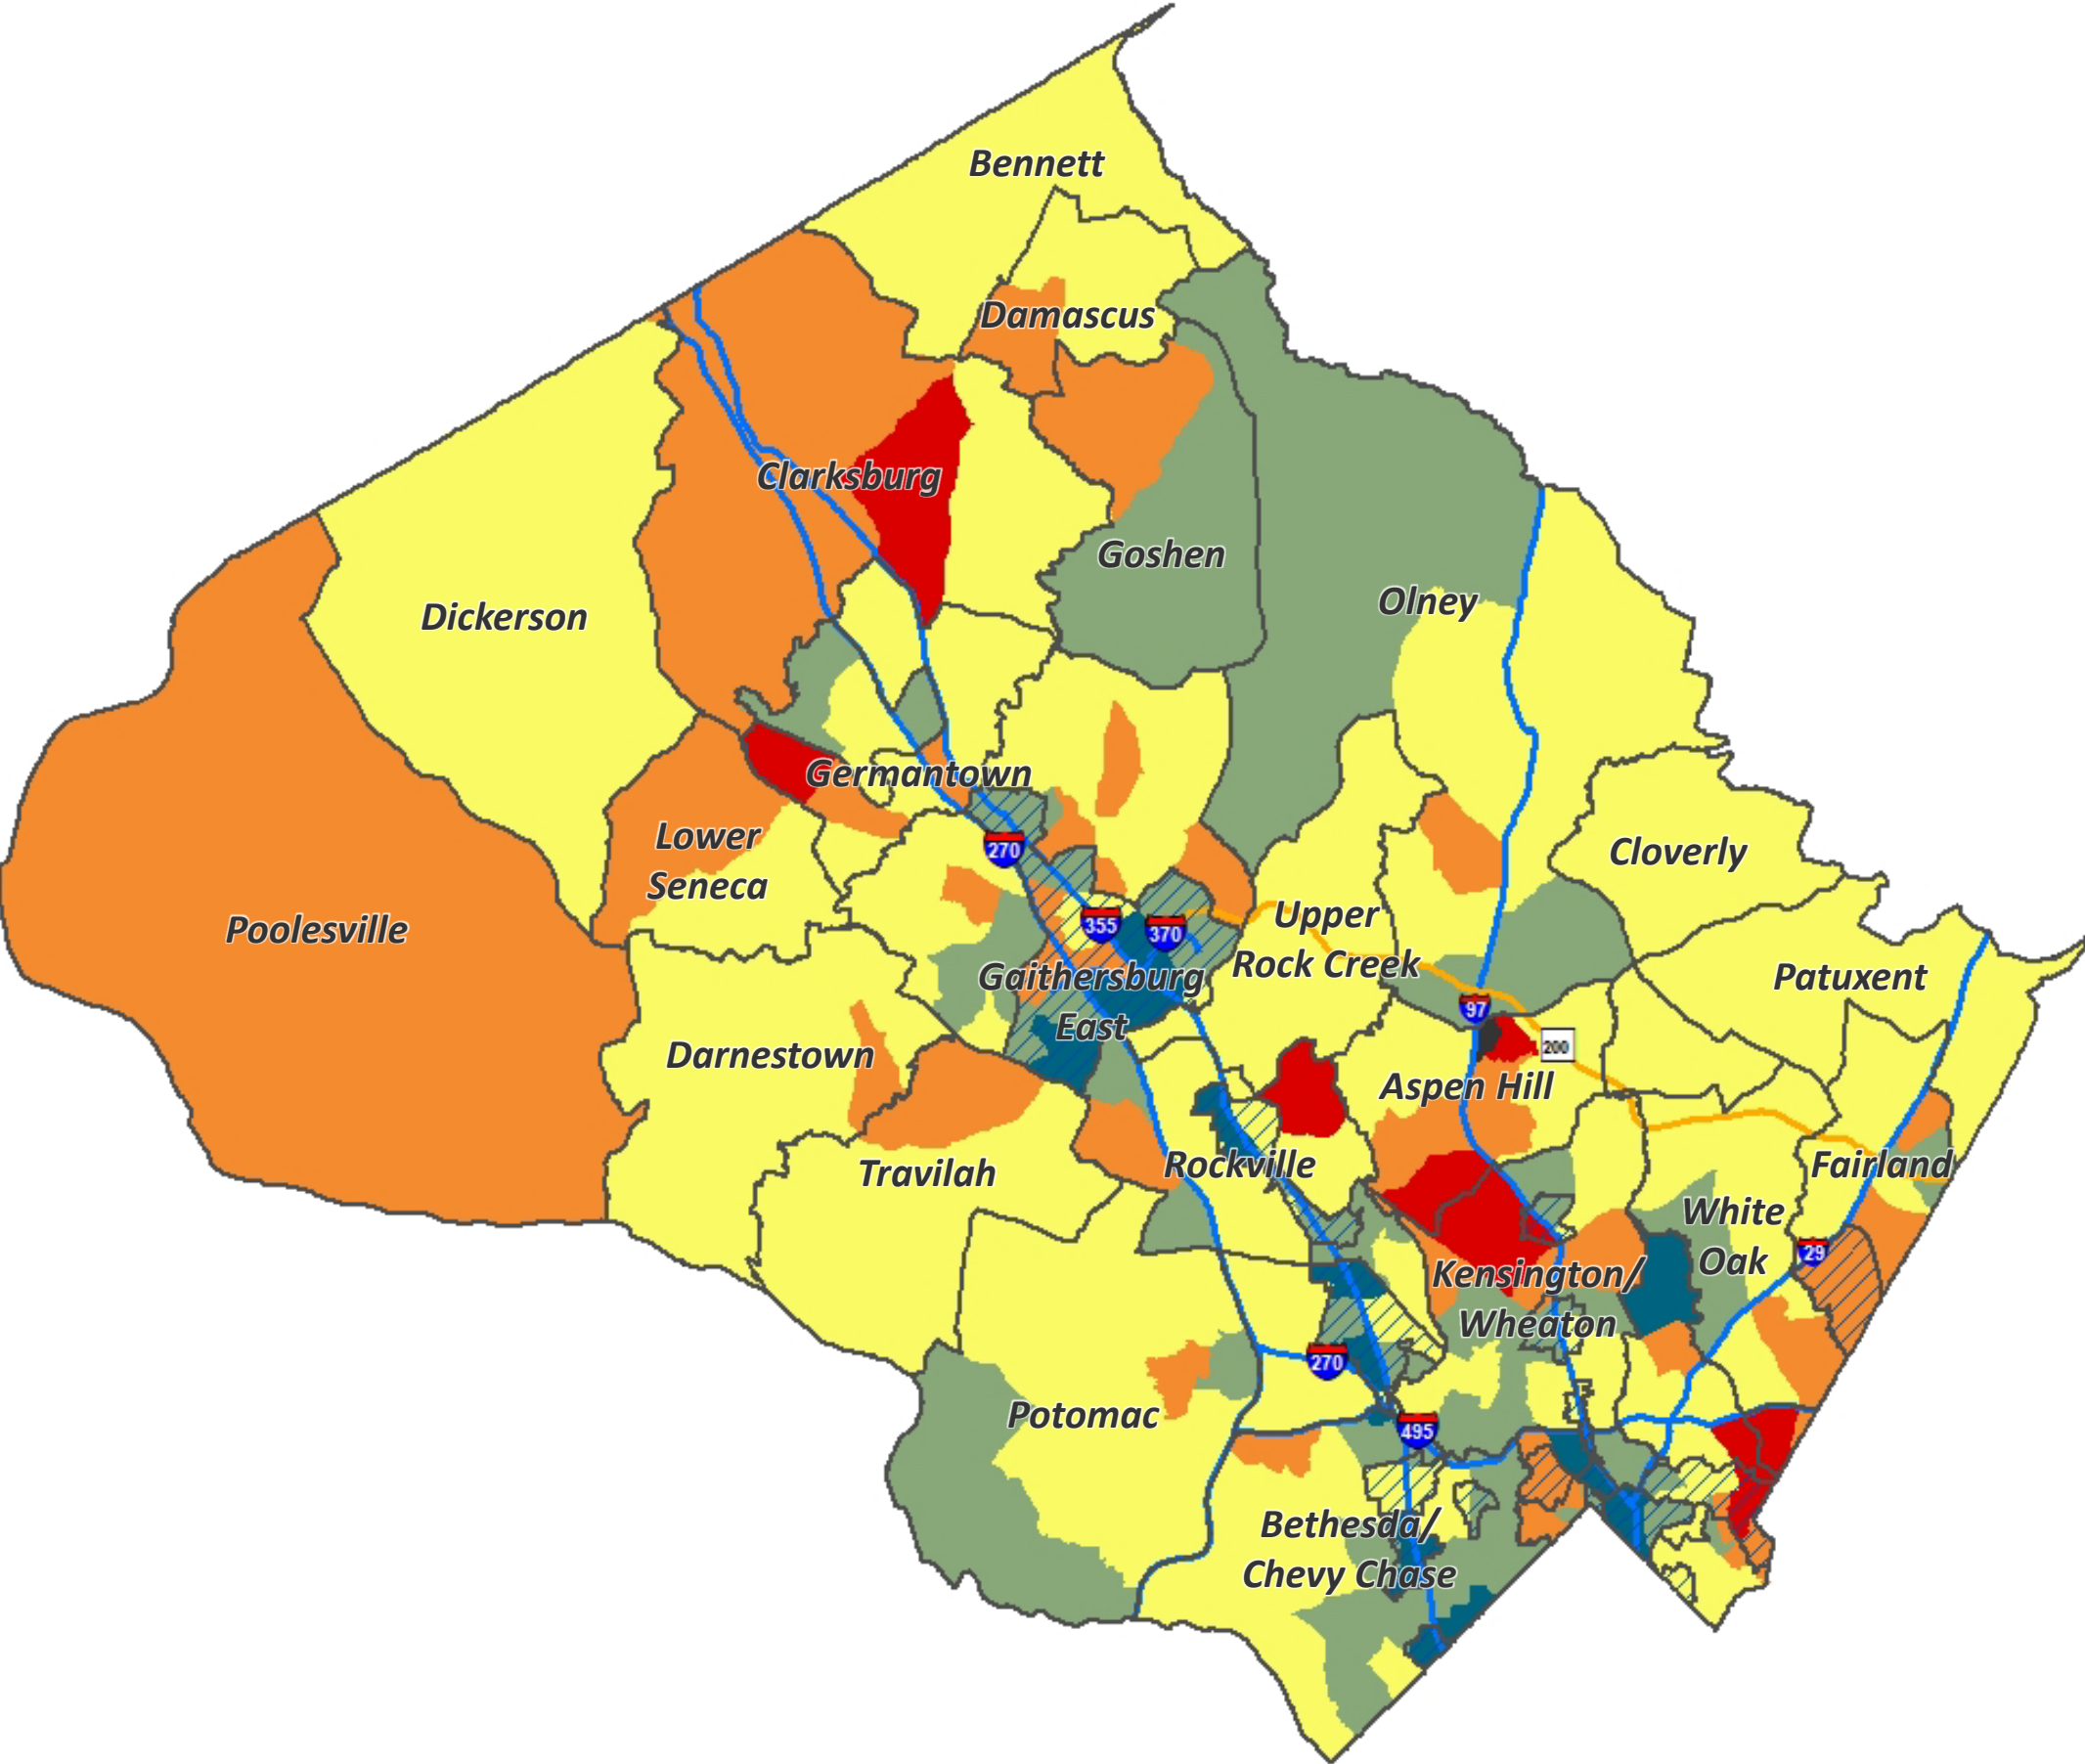 Bennett
Damascus
Clarksburg
Goshen
Dickerson
Olney
Germantown
Lower
Seneca
Cloverly
270
Poolesville
355
370
Upper
Rock Creek
Gaithersburg
East
Patuxent
97
200
Darnestown
Aspen Hill
Travilah
Rockville
Fairland
White
Oak
29
Kensington/
Wheaton
270
Potomac
495
Bethesda/
Chevy Chase